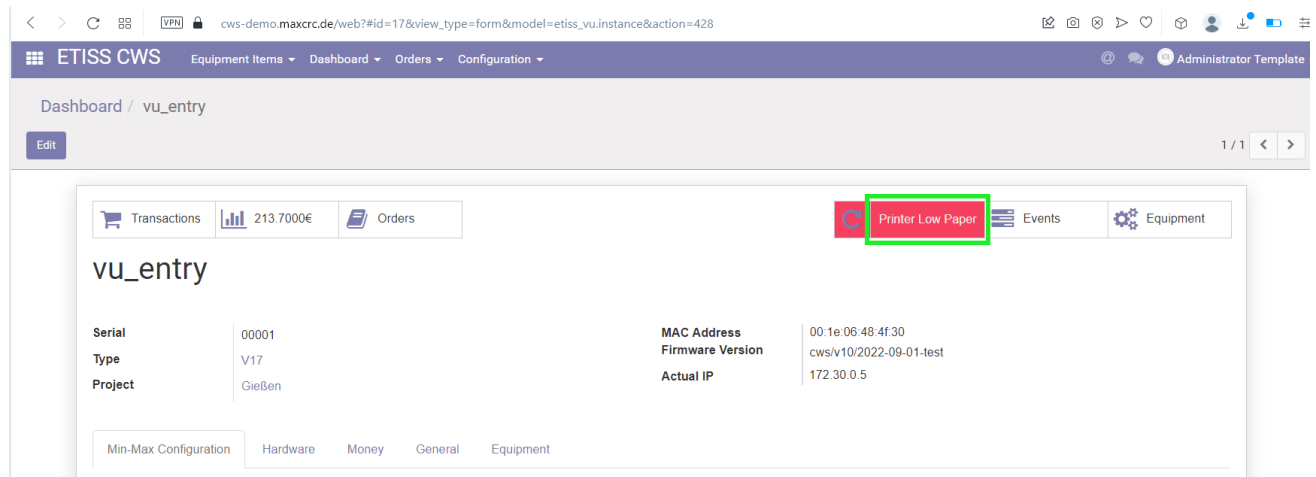 VPN cws-demo.maxcrc.de/web?#id=17&view_type=form&model=etiss_vu.instance&action=428
ETISS CWS Equipment Items Dashboard Orders Configuration @ Administrator Template
Dashboard / vu_entry
Edit 1 / 1
Transactions 213.7000€ Orders Printer Low Paper Events Equipment
vu_entry
Serial 00001
Type V17
Project Gießen
MAC Address 00:1e:06:48:4f:30
Firmware Version cws/v10/2022-09-01-test
Actual IP 172.30.0.5
Min-Max Configuration Hardware Money General Equipment